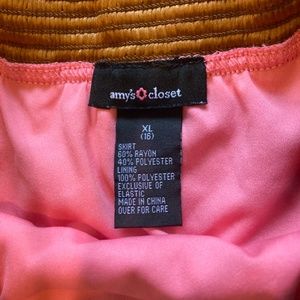 amy's closet
XL
(16)
SKIRT
60% RAYON
40% POLYESTER
LINING
100% POLYESTER
EXCLUSIVE OF
ELASTIC
MADE IN CHINA
OVER FOR CARE